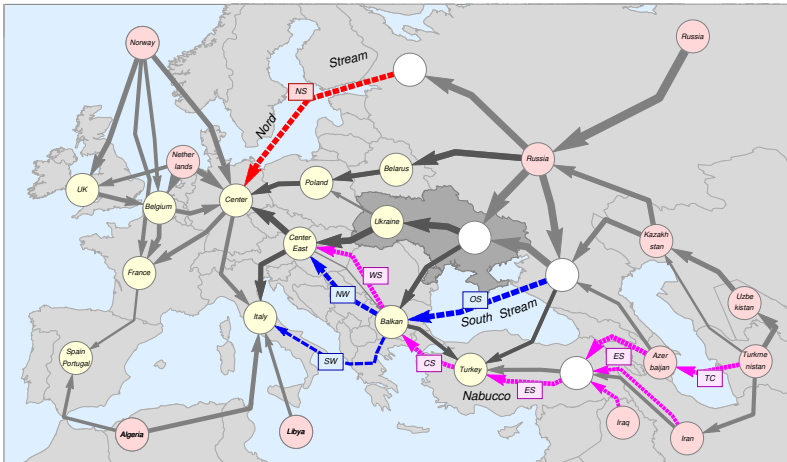 Norway
Russia
Stream
NS
Nord
Nether
lands
Russia
Belarus
UK
Poland
Belgium
Center
Ukraine
Kazakh
stan
Center
East
France
WS
NW
OS
Uzbe
kistan
Italy
Balkan
South Stream
Spain
Portugal
SW
CS
Turkey
ES
Azer
baijan
TC
Turkme
nistan
ES
Nabucco
Algeria
Libya
Iraq
Iran